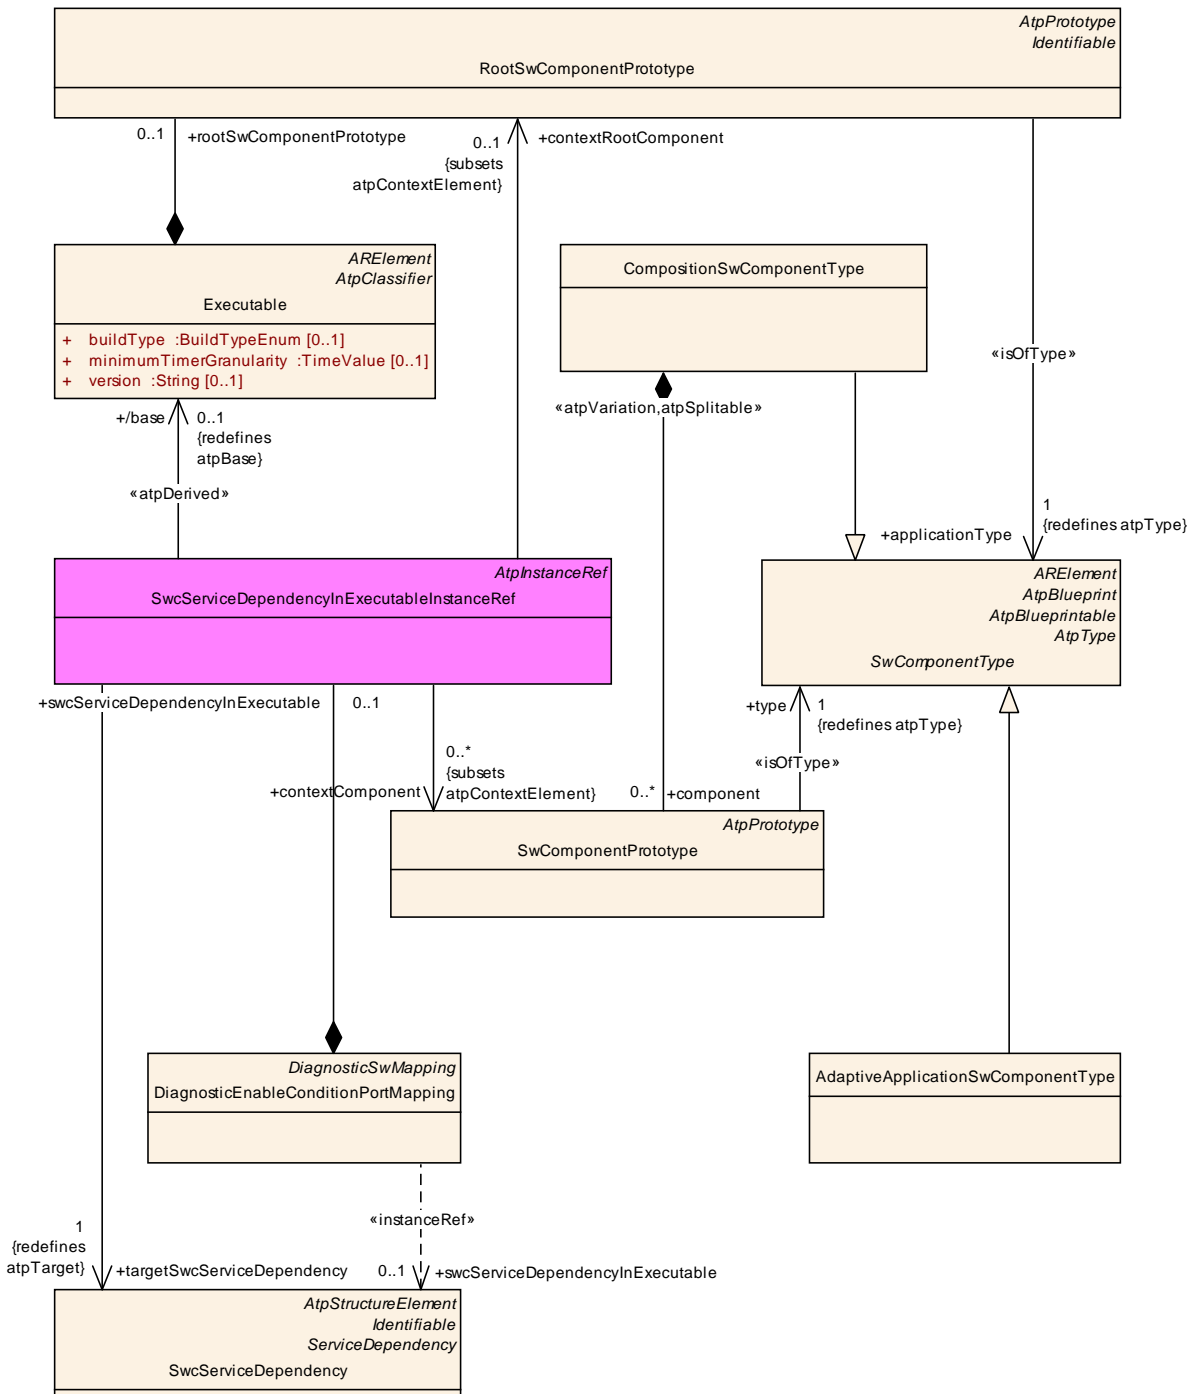 AtpPrototype
Identifiable
RootSwComponentPrototype
0..1
+rootSwComponentPrototype
0..1
{subsets
atpContextElement}
+contextRootComponent
ARElement
AtpClassifier
Executable
+ buildType :BuildTypeEnum [0..1]
+ minimumTimerGranularity :TimeValue [0..1]
+ version :String [0..1]
CompositionSwComponentType
«isOfType»
«atpVariation,atpSplitable»
+/base
0..1
{redefines
atpBase}
«atpDerived»
+applicationType
1
{redefines atpType}
AtpInstanceRef
SwcServiceDependencyInExecutableInstanceRef
ARElement
AtpBlueprint
AtpBlueprintable
AtpType
SwComponentType
+swcServiceDependencyInExecutable
0..1
+type
1
{redefines atpType}
«isOfType»
0..*
{subsets
atpContextElement}
+contextComponent
0..*
+component
AtpPrototype
SwComponentPrototype
DiagnosticSwMapping
DiagnosticEnableConditionPortMapping
AdaptiveApplicationSwComponentType
«instanceRef»
1
{redefines
atpTarget}
+targetSwcServiceDependency
0..1
+swcServiceDependencyInExecutable
AtpStructureElement
Identifiable
ServiceDependency
SwcServiceDependency